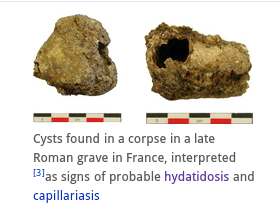 Cysts found in a corpse in a late
Roman grave in France, interpreted
[3]as signs of probable hydatidosis and
capillariasis